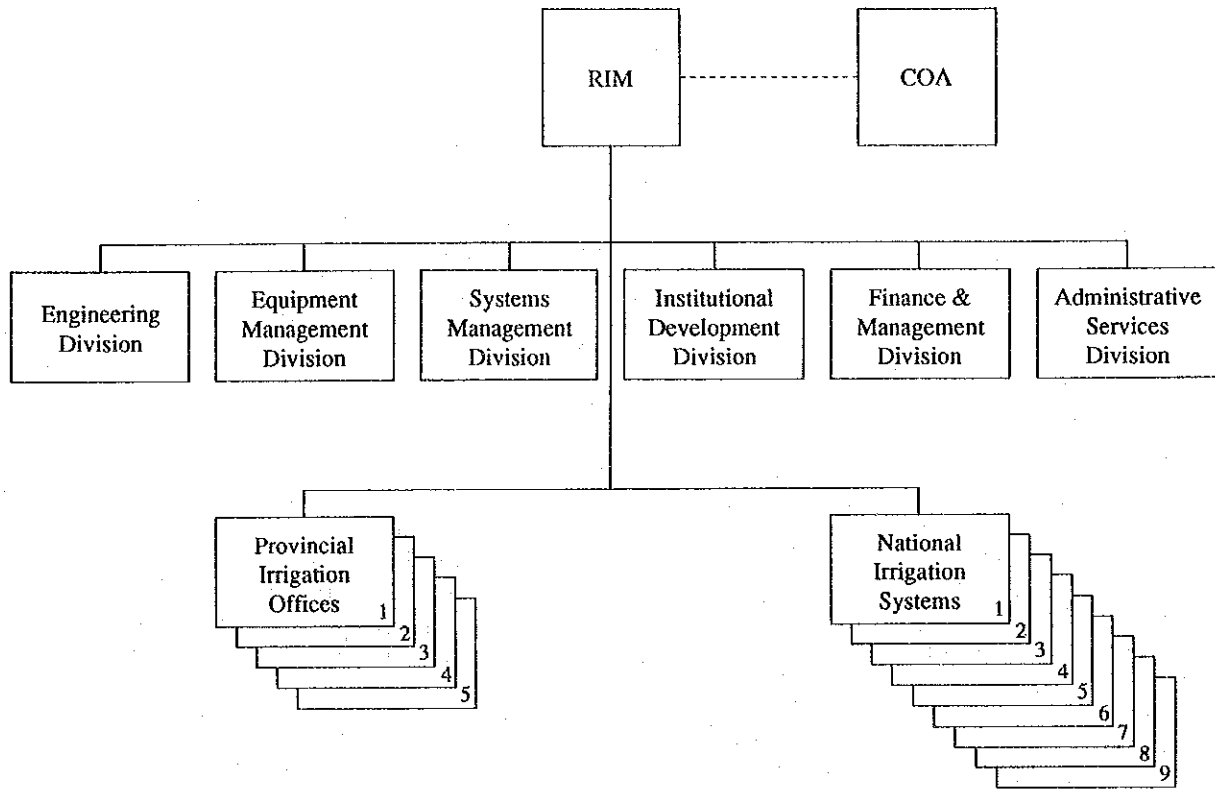 RIM
COA
Engineering
Division
Equipment
Management
Division
Systems
Management
Division
Institutional
Development
Division
Finance &
Management
Division
Administrative
Services
Division
Provincial
Irrigation
Offices
1
2
3
4
5
National
Irrigation
Systems
1
2
3
4
5
6
7
8
9